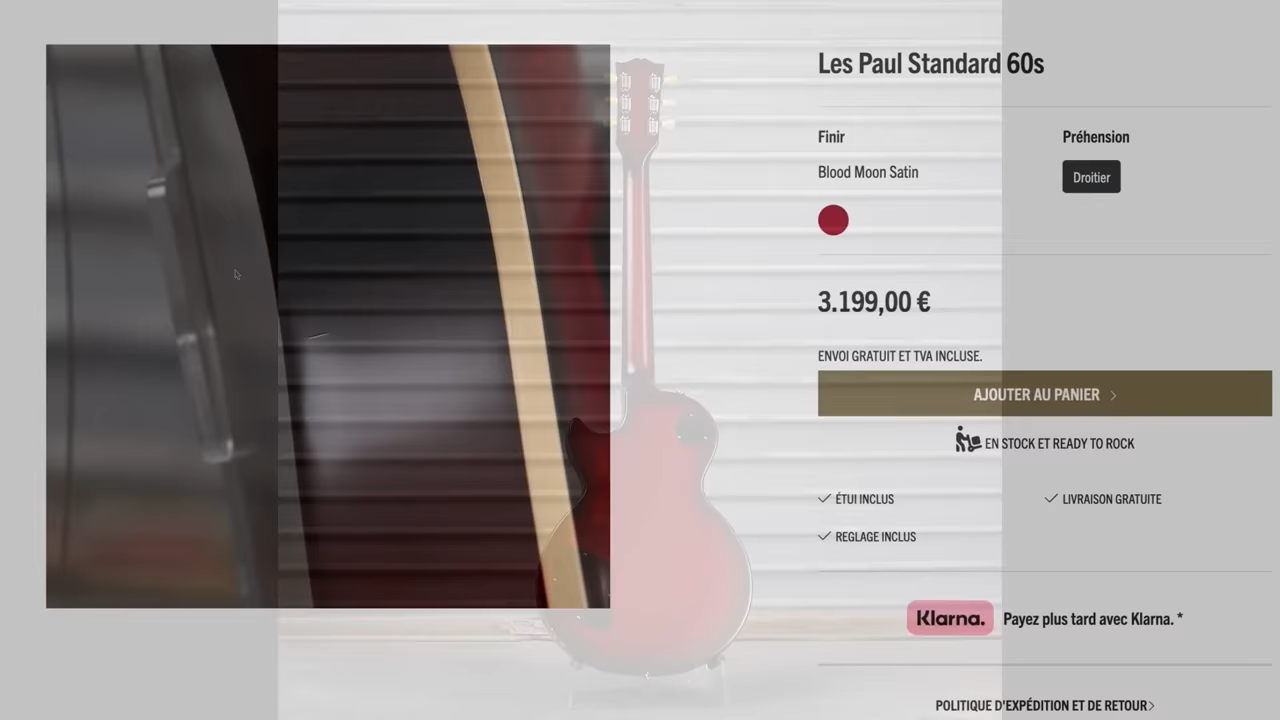 Les Paul Standard 60s
Finir
Préhension
Blood Moon Satin
Droitier
3.199,00 €
ENVOI GRATUIT ET TVA INCLUSE.
AJOUTER AU PANIER
EN STOCK ET READY TO ROCK
ÉTUI INCLUS
LIVRAISON GRATUITE
REGLAGE INCLUS
Klarna. Payez plus tard avec Klarna. *
POLITIQUE D'EXPÉDITION ET DE RETOUR